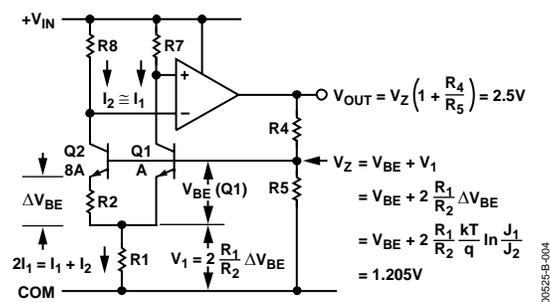 +VIN
R8
R7
I2 ≅ I1
+
–
VOUT = VZ (1 + R4/R5) = 2.5V
R4
Q2
8A
Q1
A
VZ = VBE + V1
ΔVBE
R2
VBE (Q1)
R5
= VBE + 2 R1/R2 ΔVBE
2I1 = I1 + I2
R1
V1 = 2 R1/R2 ΔVBE
= VBE + 2 R1/R2 kT/q ln J1/J2
= 1.205V
COM
00525-B-004